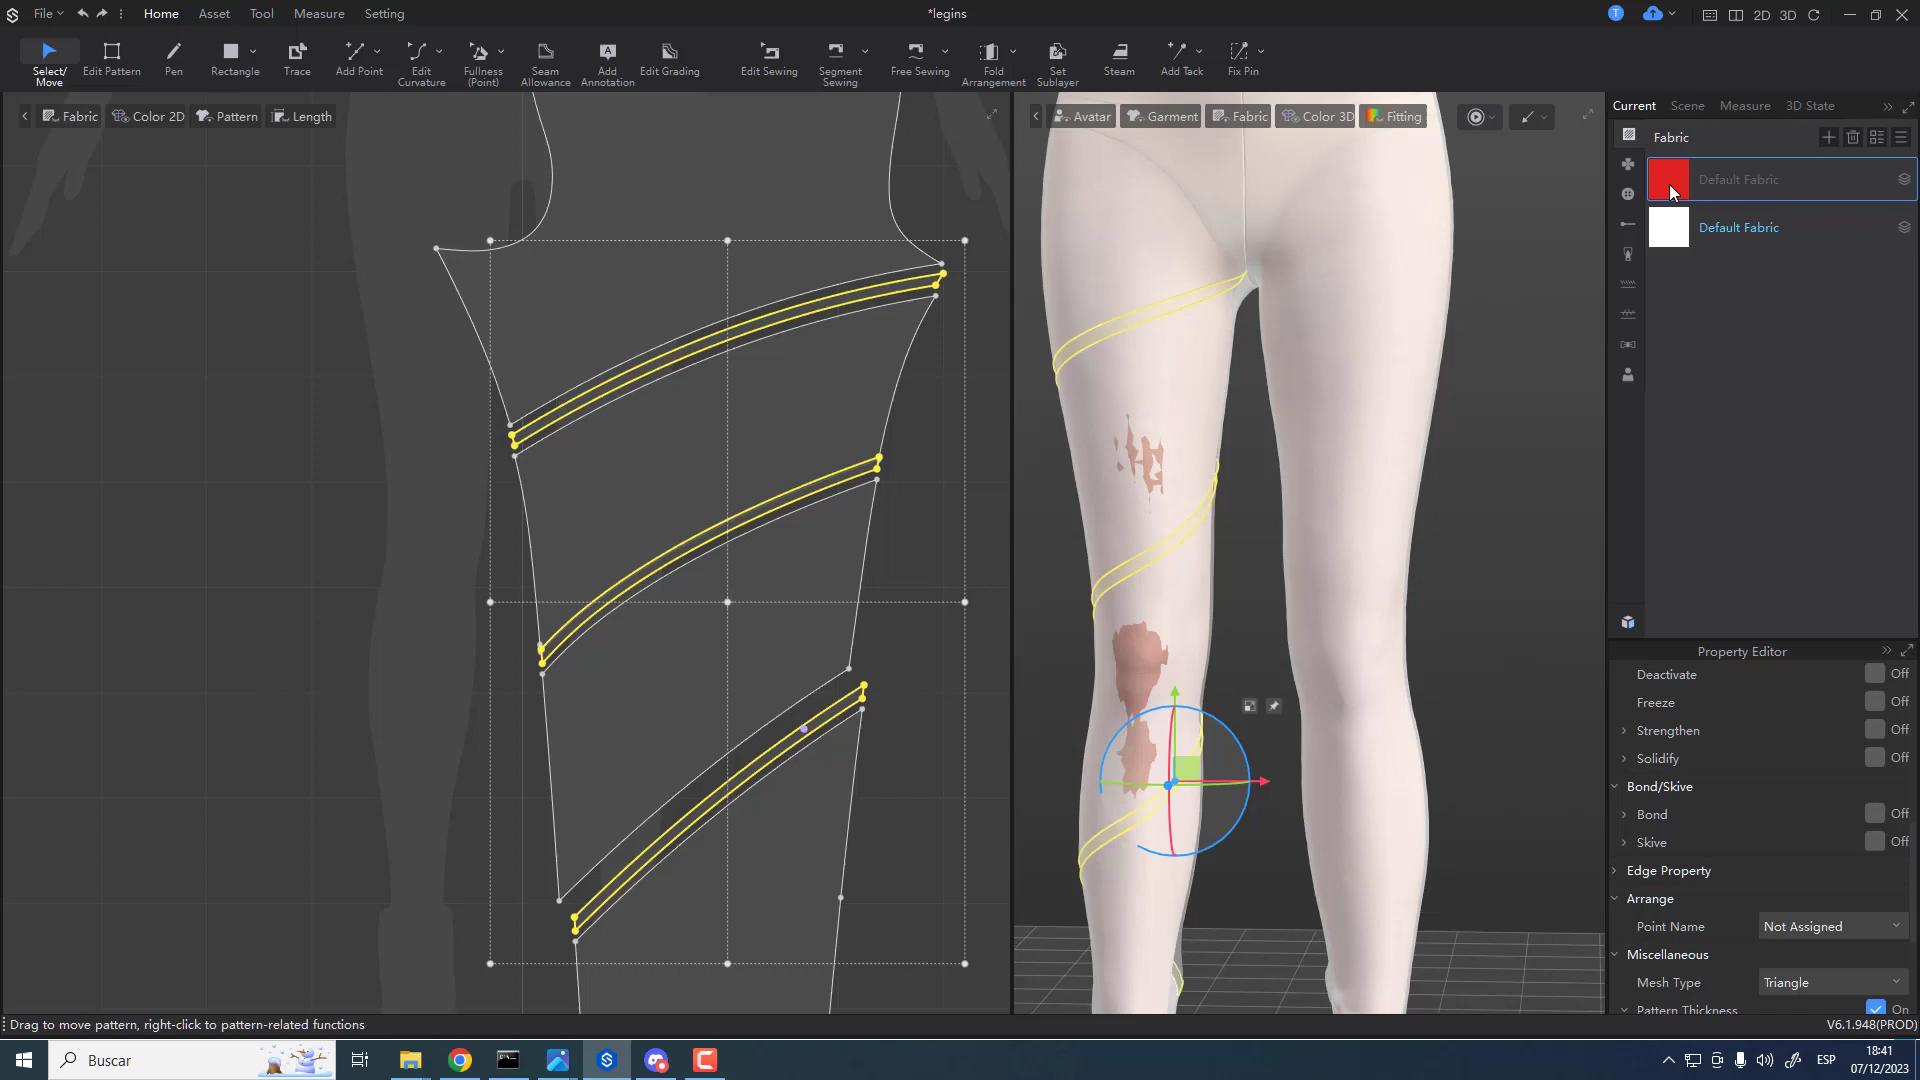 File
Home
Asset
Tool
Measure
Setting
*legins
T
2D
3D
Select/
Move
Edit Pattern
Pen
Rectangle
Trace
Add Point
Edit
Curvature
Fullness
(Point)
Seam
Allowance
Add
Annotation
Edit Grading
Edit Sewing
Segment
Sewing
Free Sewing
Fold
Arrangement
Set
Sublayer
Steam
Add Tack
Fix Pin
Fabric
Color 2D
Pattern
Length
Avatar
Garment
Fabric
Color 3D
Fitting
Current
Scene
Measure
3D State
Fabric
Default Fabric
Default Fabric
Property Editor
Deactivate
Off
Freeze
Off
Strengthen
Off
Solidify
Off
Bond/Skive
Bond
Off
Skive
Off
Edge Property
Arrange
Point Name
Not Assigned
Miscellaneous
Mesh Type
Triangle
Pattern Thickness
On
Drag to move pattern, right-click to pattern-related functions
V6.1.948(PROD)
Buscar
ESP
18:41
07/12/2023